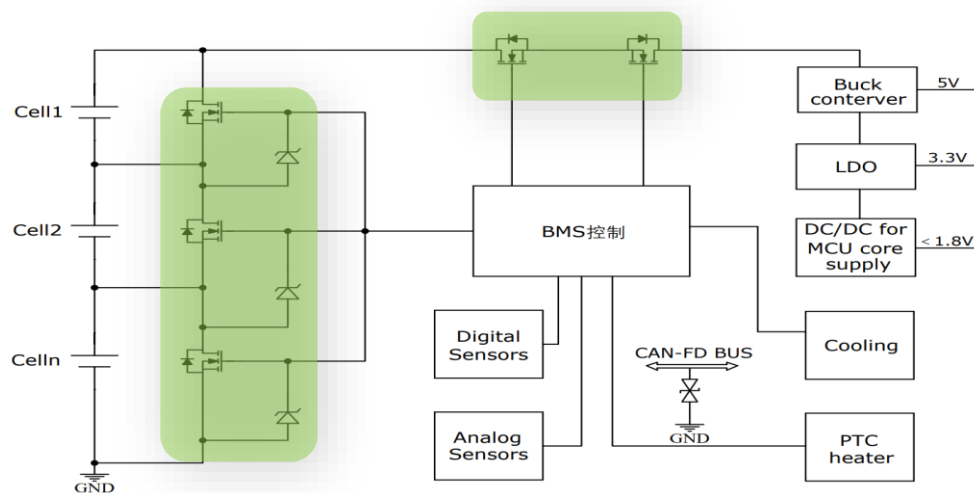 Cell1
Cell2
Celln
GND
BMS控制
Buck
conterver
5V
LDO
3.3V
DC/DC for
MCU core
supply
<1.8V
Digital
Sensors
CAN-FD BUS
GND
Cooling
Analog
Sensors
PTC
heater